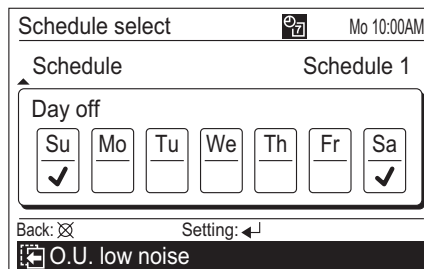 Schedule select Mo 10:00AM
Schedule Schedule 1
Day off
Su Mo Tu We Th Fr Sa
Back: Setting:
O.U. low noise